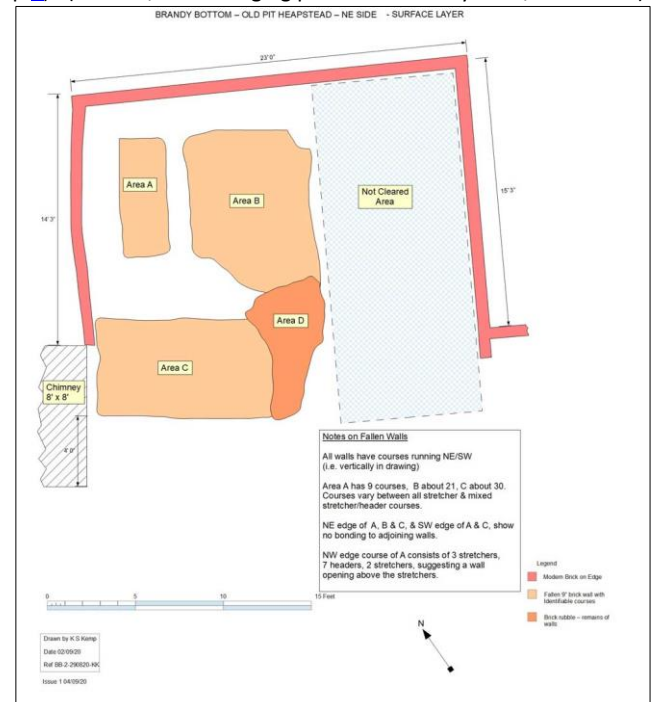 BRANDY BOTTOM – OLD PIT HEAPSTEAD – NE SIDE - SURFACE LAYER
23'0"
Area A
Area B
Not Cleared
Area
15'3"
14'3"
Area D
Area C
Chimney
8' x 8'
4'0"
Notes on Fallen Walls
All walls have courses running NE/SW
(i.e. vertically in drawing)
Area A has 9 courses, B about 21, C about 30.
Courses vary between all stretcher & mixed
stretcher/header courses.
NE edge of A, B & C, & SW edge of A & C, show
no bonding to adjoining walls.
NW edge course of A consists of 3 stretchers,
7 headers, 2 stretchers, suggesting a wall
opening above the stretchers.
Legend
Modern Brick on Edge
Fallen 9" brick wall with
Identifiable courses
Brick rubble – remains of
walls
0 5 10 15 Feet
N
Drawn by K S Kemp
Date 02/09/20
Ref BB-2-290820-KK
Issue 1 04/09/20